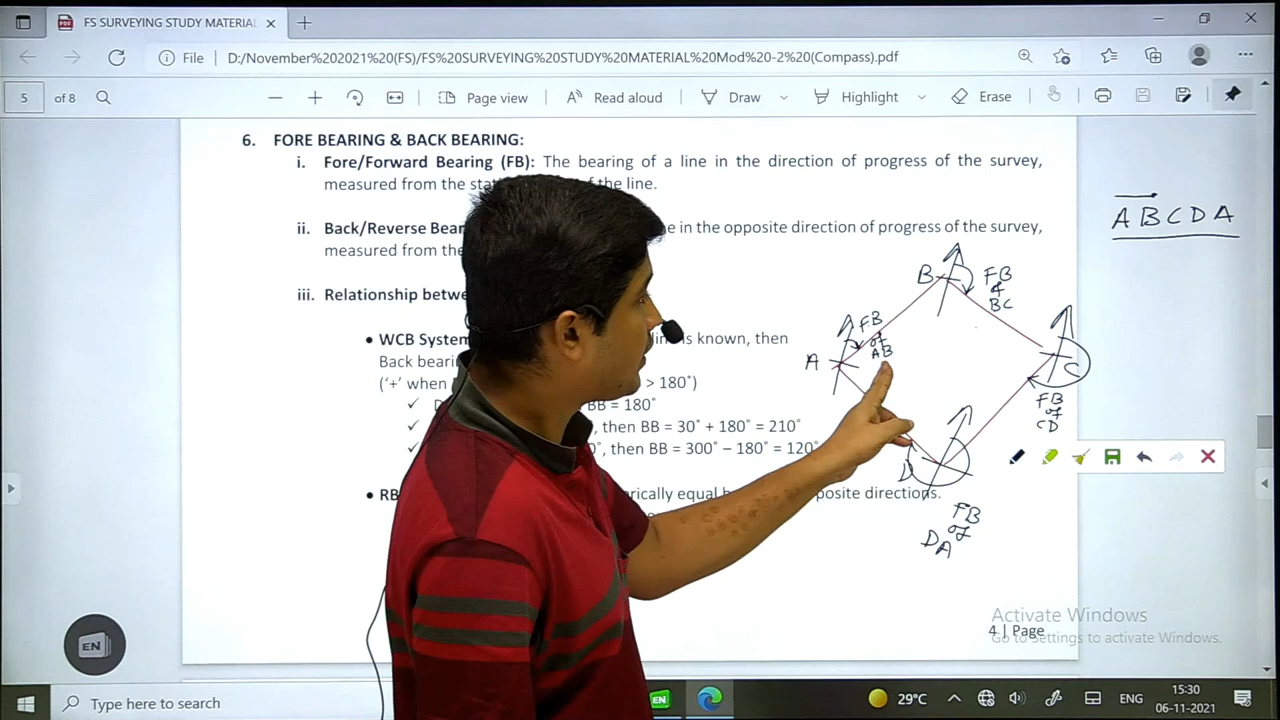 FS SURVEYING STUDY MATERIAL
File D:/November%202021%20(FS)/FS%20SURVEYING%20STUDY%20MATERIAL%20Mod%20-2%20(Compass).pdf
5 of 8 Page view Read aloud Draw Highlight Erase
6. FORE BEARING & BACK BEARING:
i. Fore/Forward Bearing (FB): The bearing of a line in the direction of progress of the survey,
measured from the of the line.
ii. Back/Reverse Bear e in the opposite direction of progress of the survey,
measured from the
iii. Relationship betwe
• WCB System is known, then
Back beari
('+' when > 180˚)
✓ BB = 180˚
✓ , then BB = 30˚ + 180˚ = 210˚
✓ 0˚, then BB = 300˚ − 180˚ = 120˚
• RB erically equal posite directions.
4 | Page
A B C D A
B
FB
of
BC
A
FB
of
AB
C
FB
of
CD
D
FB
of
DA
Activate Windows
Go to Settings to activate Windows.
EN
Type here to search
EN
29°C
ENG
15:30
06-11-2021